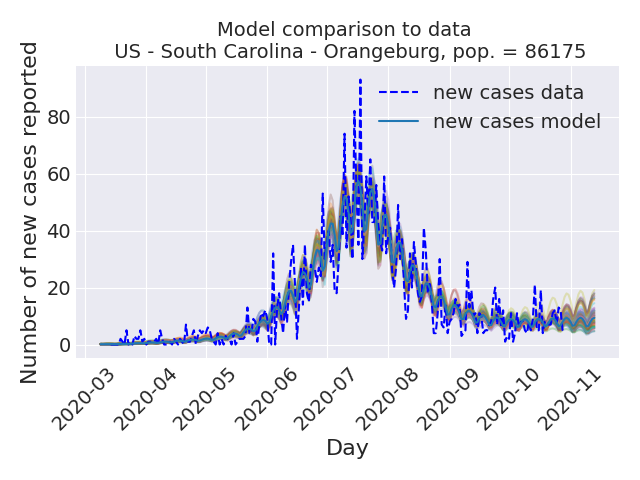 Model comparison to data
US - South Carolina - Orangeburg, pop. = 86175
Number of new cases reported
80
60
40
20
0
new cases data
new cases model
2020-03
2020-04
2020-05
2020-06
2020-07
2020-08
2020-09
2020-10
2020-11
Day